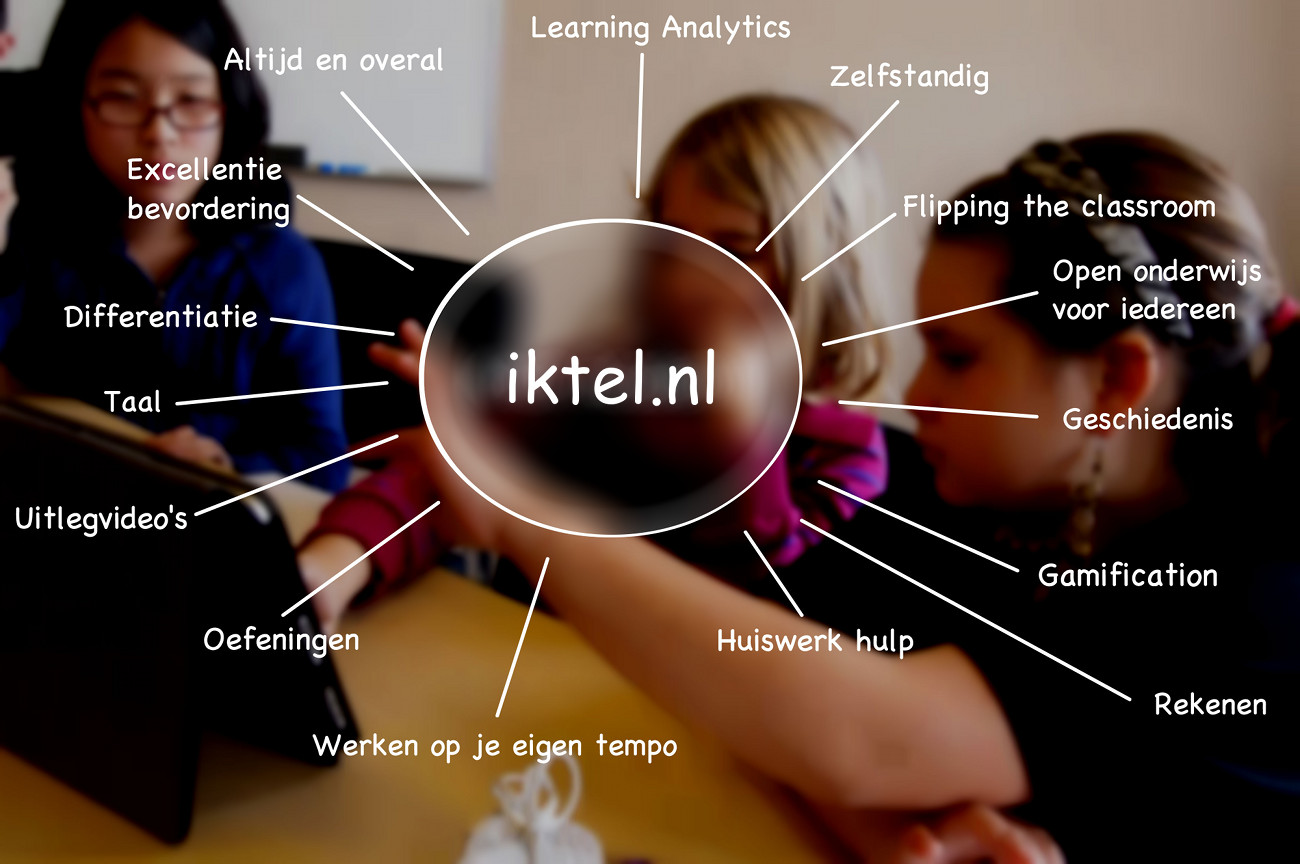 Learning Analytics
Altijd en overal
Zelfstandig
Excellentie
bevordering
Flipping the classroom
Open onderwijs
voor iedereen
Differentiatie
iktel.nl
Taal
Geschiedenis
Uitlegvideo's
Gamification
Oefeningen
Huiswerk hulp
Rekenen
Werken op je eigen tempo